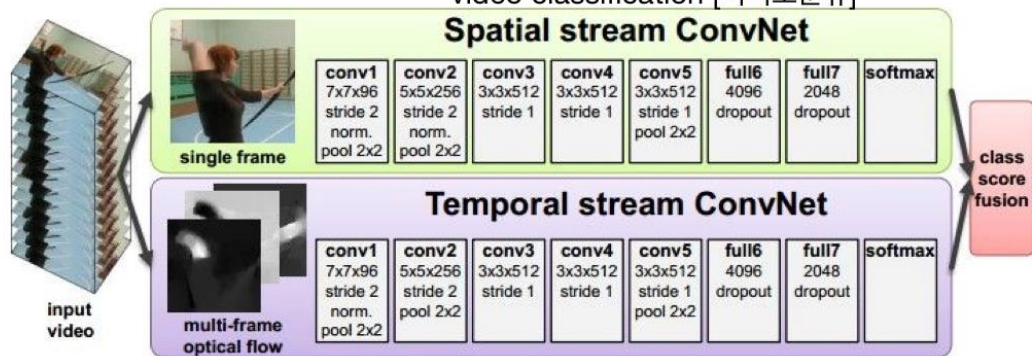 video classification [
Spatial stream ConvNet
single frame
conv1
7x7x96
stride 2
norm.
pool 2x2
conv2
5x5x256
stride 2
norm.
pool 2x2
conv3
3x3x512
stride 1
conv4
3x3x512
stride 1
conv5
3x3x512
stride 1
pool 2x2
full6
4096
dropout
full7
2048
dropout
softmax
Temporal stream ConvNet
multi-frame
optical flow
conv1
7x7x96
stride 2
norm.
pool 2x2
conv2
5x5x256
stride 2
pool 2x2
conv3
3x3x512
stride 1
conv4
3x3x512
stride 1
conv5
3x3x512
stride 1
pool 2x2
full6
4096
dropout
full7
2048
dropout
softmax
input
video
class
score
fusion